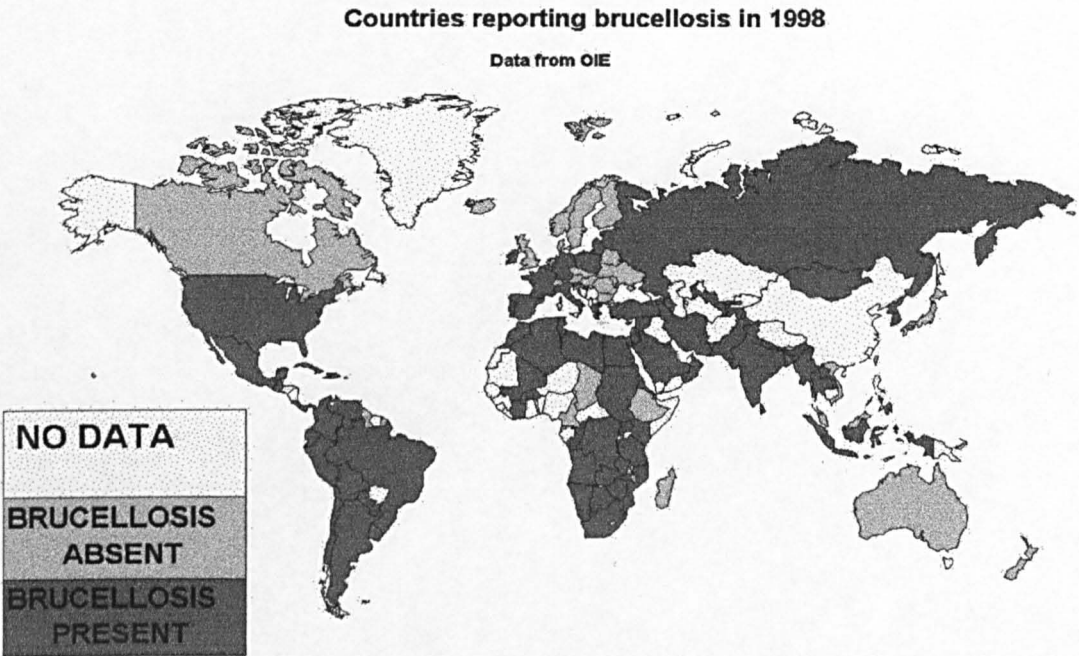 Countries reporting brucellosis in 1998
Data from OIE
NO DATA
BRUCELLOSIS
ABSENT
BRUCELLOSIS
PRESENT